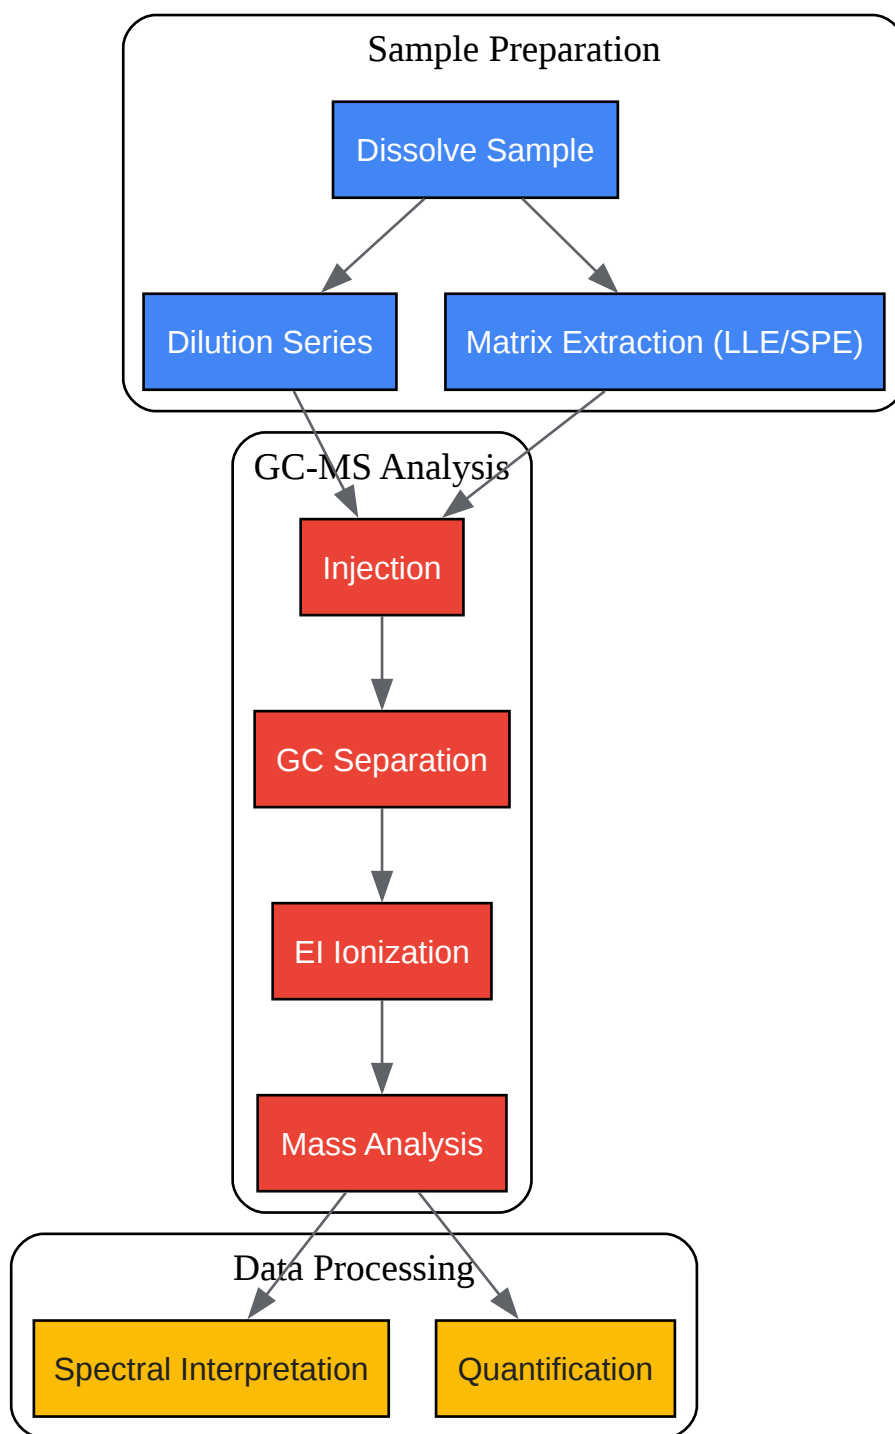 Sample Preparation
Dissolve Sample
Dilution Series
Matrix Extraction (LLE/SPE)
GC-MS Analysis
Injection
GC Separation
EI Ionization
Mass Analysis
Data Processing
Spectral Interpretation
Quantification